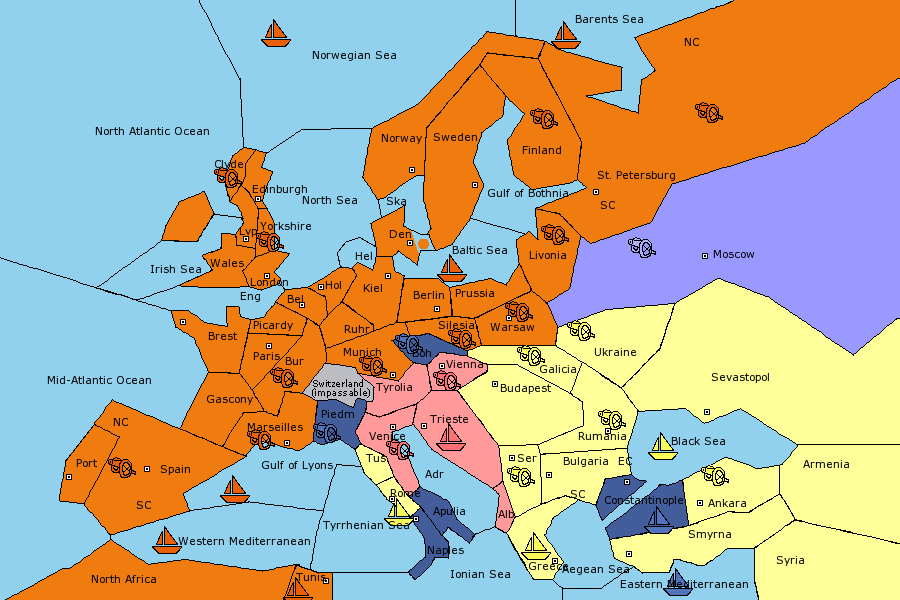 Barents Sea
NC
Norwegian Sea
North Atlantic Ocean
Norway
Sweden
Finland
Clyde
Edinburgh
St. Petersburg
Gulf of Bothnia
North Sea
Ska
SC
Yorkshire
Lvp
Den
Baltic Sea
Moscow
Livonia
Hel
Wales
Irish Sea
London
Eng
Bel
Hol
Kiel
Berlin
Prussia
Brest
Picardy
Ruhr
Silesia
Warsaw
Paris
Bur
Munich
Boh
Ukraine
Vienna
Galicia
Mid-Atlantic Ocean
Switzerland
(impassable)
Tyrolia
Budapest
Sevastopol
Gascony
Piedm
NC
Marseilles
Venice
Trieste
Rumania
Black Sea
Port
Spain
Gulf of Lyons
Tus
Adr
Ser
Bulgaria
EC
Armenia
SC
Rome
SC
Constantinople
Ankara
Apulia
Alb
Tyrrhenian Sea
Western Mediterranean
Smyrna
Naples
Syria
North Africa
Tunis
Ionian Sea
Greece
Aegean Sea
Eastern Mediterranean